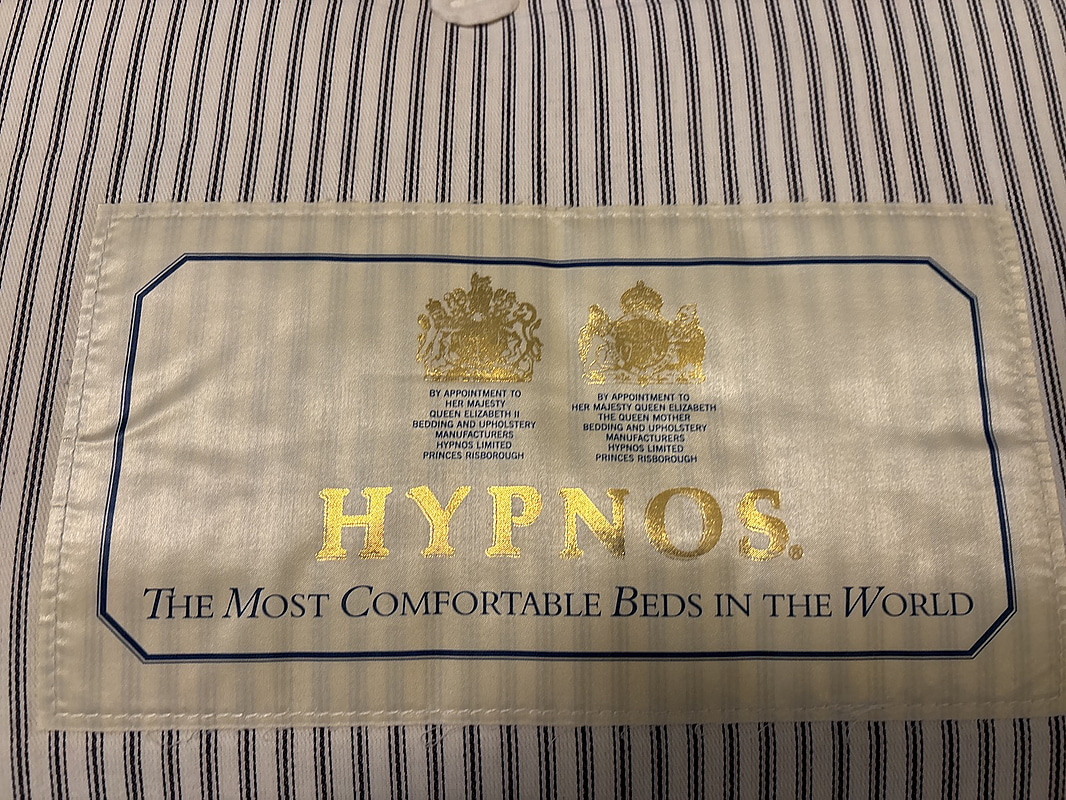 BY APPOINTMENT TO
HER MAJESTY
QUEEN ELIZABETH II
BEDDING AND UPHOLSTERY
MANUFACTURERS
HYPNOS LIMITED
PRINCES RISBOROUGH
BY APPOINTMENT TO
HER MAJESTY QUEEN ELIZABETH
THE QUEEN MOTHER
BEDDING AND UPHOLSTERY
MANUFACTURERS
HYPNOS LIMITED
PRINCES RISBOROUGH
HYPNOS®
THE MOST COMFORTABLE BEDS IN THE WORLD